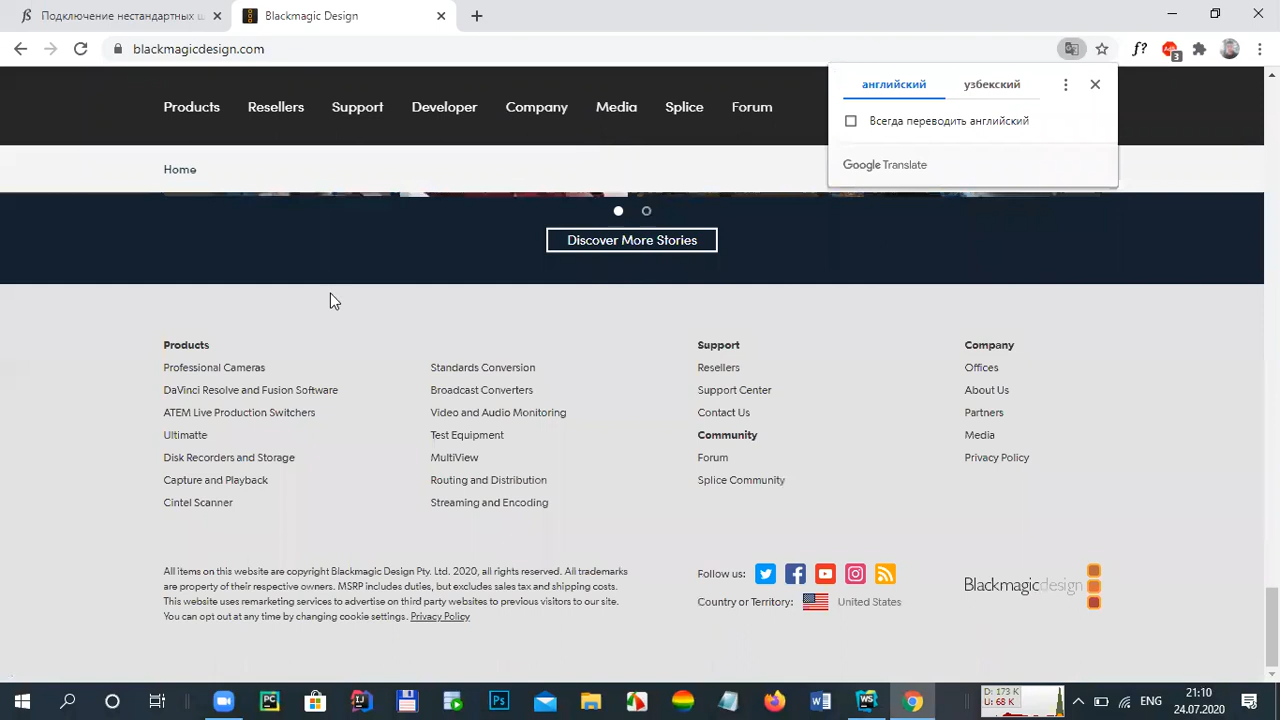 Подключение нестандартных ш
Blackmagic Design
blackmagicdesign.com
f?
3
Products Resellers Support Developer Company Media Splice Forum
английский узбекский
Всегда переводить английский
Google Translate
Home
Discover More Stories
Products
Professional Cameras
DaVinci Resolve and Fusion Software
ATEM Live Production Switchers
Ultimatte
Disk Recorders and Storage
Capture and Playback
Cintel Scanner
Standards Conversion
Broadcast Converters
Video and Audio Monitoring
Test Equipment
MultiView
Routing and Distribution
Streaming and Encoding
Support
Resellers
Support Center
Contact Us
Community
Forum
Splice Community
Company
Offices
About Us
Partners
Media
Privacy Policy
All items on this website are copyright Blackmagic Design Pty. Ltd. 2020, all rights reserved. All trademarks
are property of their respective owners. MSRP includes duties, but excludes sales tax and shipping costs.
This website uses remarketing services to advertise on third party websites to previous visitors to our site.
You can opt out at any time by changing cookie settings. Privacy Policy
Follow us:
Country or Territory: United States
Blackmagicdesign
PC
IJ
Ps
WS
D: 173 K
U: 68 K
ENG
21:10
24.07.2020